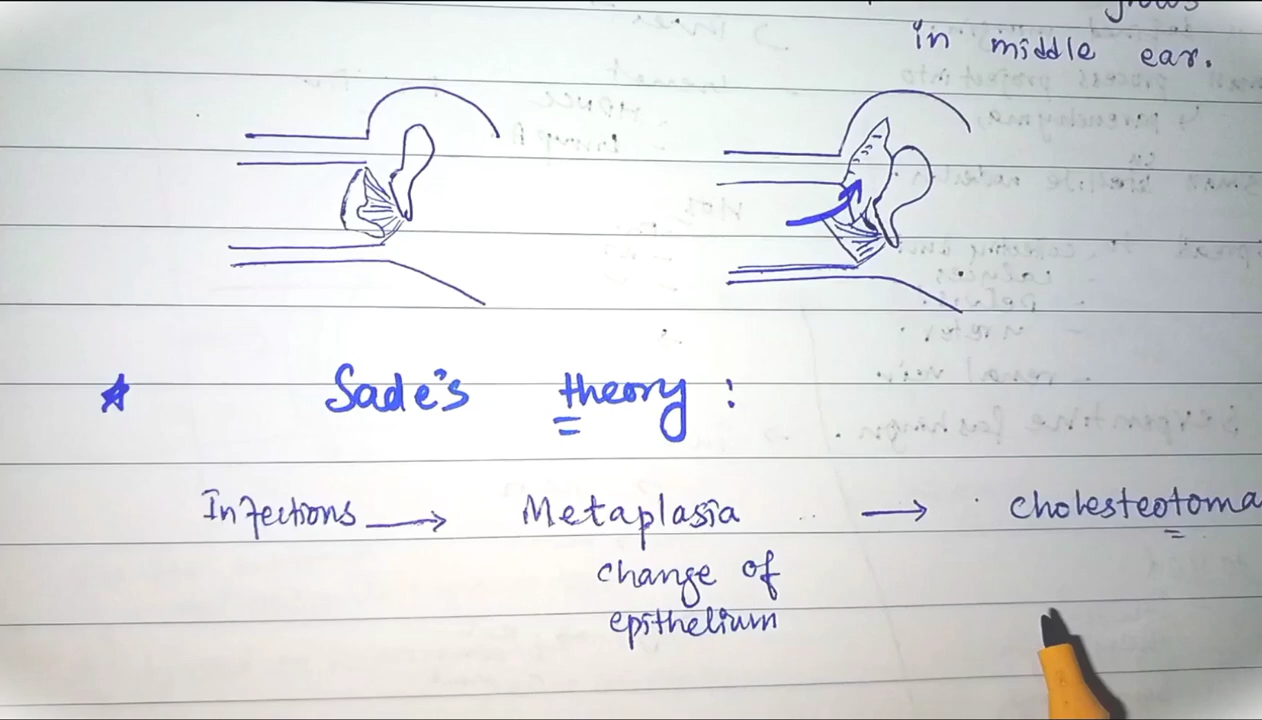 in middle ear.
Sade's theory :
Infections → Metaplasia → cholesteotoma
change of
epithelium